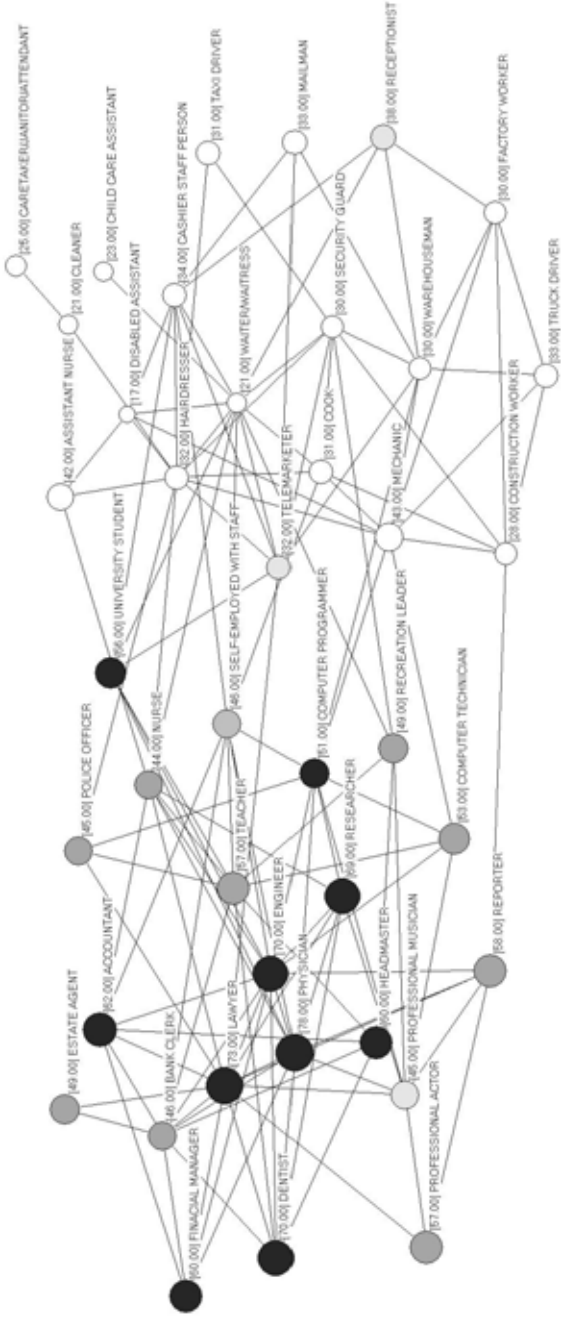 [25.00] CARETAKER/JANITOR/ATTENDANT
[21.00] CLEANER
[23.00] CHILD CARE ASSISTANT
[42.00] ASSISTANT NURSE
[17.00] DISABLED ASSISTANT
[34.00] CASHIER STAFF PERSON
[31.00] TAXI DRIVER
[32.00] HAIRDRESSER
[21.00] WAITER/WAITRESS
[33.00] MAILMAN
[38.00] RECEPTIONIST
[30.00] SECURITY GUARD
[31.00] COOK
[30.00] WAREHOUSEMAN
[30.00] FACTORY WORKER
[33.00] TRUCK DRIVER
[43.00] MECHANIC
[28.00] CONSTRUCTION WORKER
[32.00] TELEMARKETER
[56.00] UNIVERSITY STUDENT
[46.00] SELF-EMPLOYED WITH STAFF
[45.00] POLICE OFFICER
[44.00] NURSE
[51.00] COMPUTER PROGRAMMER
[49.00] RECREATION LEADER
[53.00] COMPUTER TECHNICIAN
[57.00] TEACHER
[69.00] RESEARCHER
[62.00] ACCOUNTANT
[70.00] ENGINEER
[58.00] REPORTER
[49.00] ESTATE AGENT
[46.00] BANK CLERK
[73.00] LAWYER
[78.00] PHYSICIAN
[60.00] HEADMASTER
[45.00] PROFESSIONAL MUSICIAN
[60.00] FINACIAL MANAGER
[70.00] DENTIST
[57.00] PROFESSIONAL ACTOR